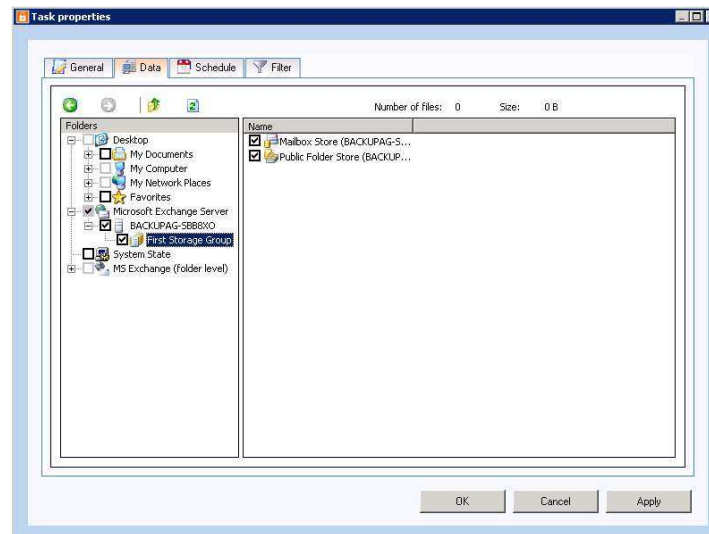 Task properties
General Data Schedule Filter
Number of files: 0 Size: 0 B
Folders
Name
Desktop
My Documents
My Computer
My Network Places
Favorites
Microsoft Exchange Server
BACKUPAG-SBB8XO
First Storage Group
System State
MS Exchange (folder level)
Mailbox Store (BACKUPAG-S...
Public Folder Store (BACKUP...
OK Cancel Apply